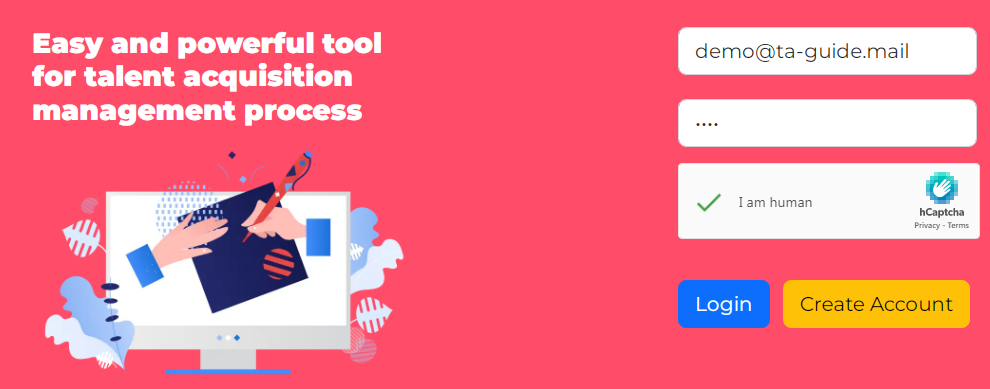 Easy and powerful tool
for talent acquisition
management process
demo@ta-guide.mail
••••
I am human
hCaptcha
Privacy - Terms
Login
Create Account